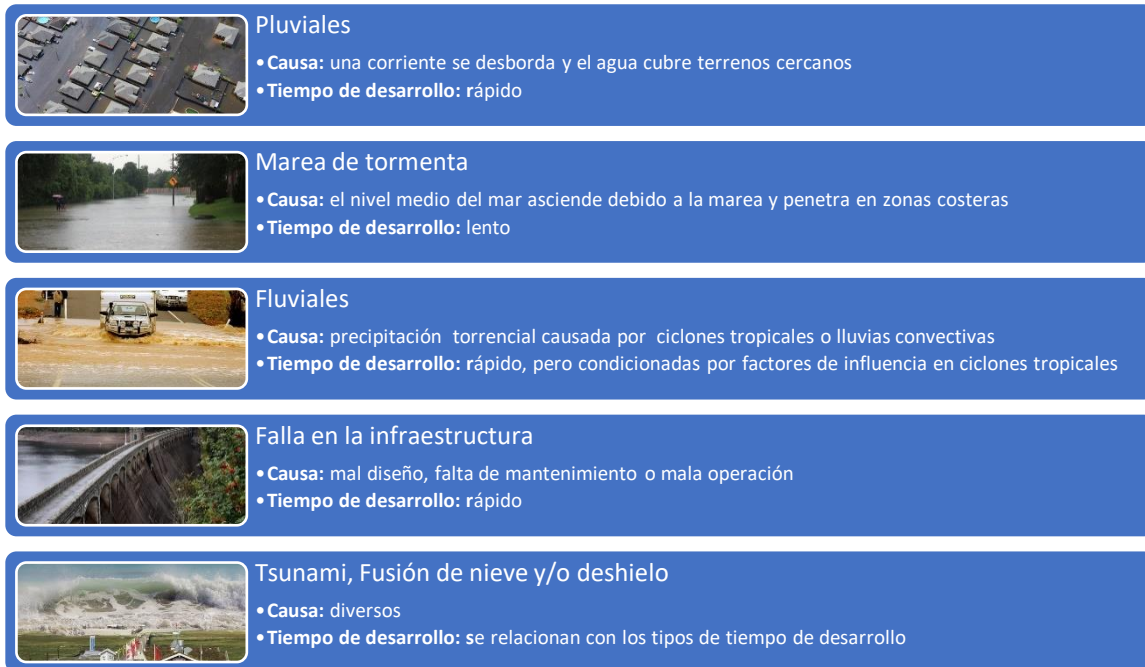 Pluviales
•Causa: una corriente se desborda y el agua cubre terrenos cercanos
•Tiempo de desarrollo: rápido
Marea de tormenta
•Causa: el nivel medio del mar asciende debido a la marea y penetra en zonas costeras
•Tiempo de desarrollo: lento
Fluviales
•Causa: precipitación torrencial causada por ciclones tropicales o lluvias convectivas
•Tiempo de desarrollo: rápido, pero condicionadas por factores de influencia en ciclones tropicales
Falla en la infraestructura
•Causa: mal diseño, falta de mantenimiento o mala operación
•Tiempo de desarrollo: rápido
Tsunami, Fusión de nieve y/o deshielo
•Causa: diversos
•Tiempo de desarrollo: se relacionan con los tipos de tiempo de desarrollo